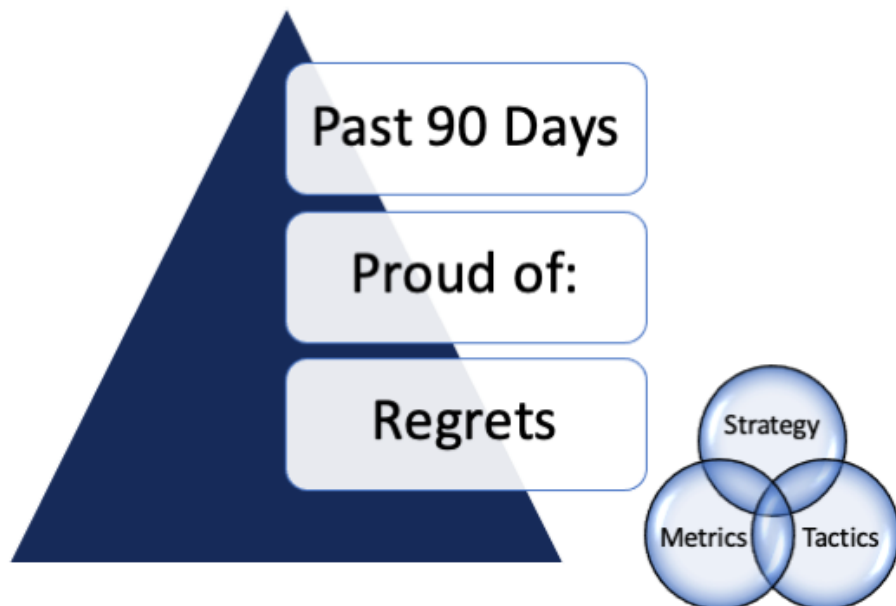 Past 90 Days
Proud of:
Regrets
Strategy
Metrics
Tactics